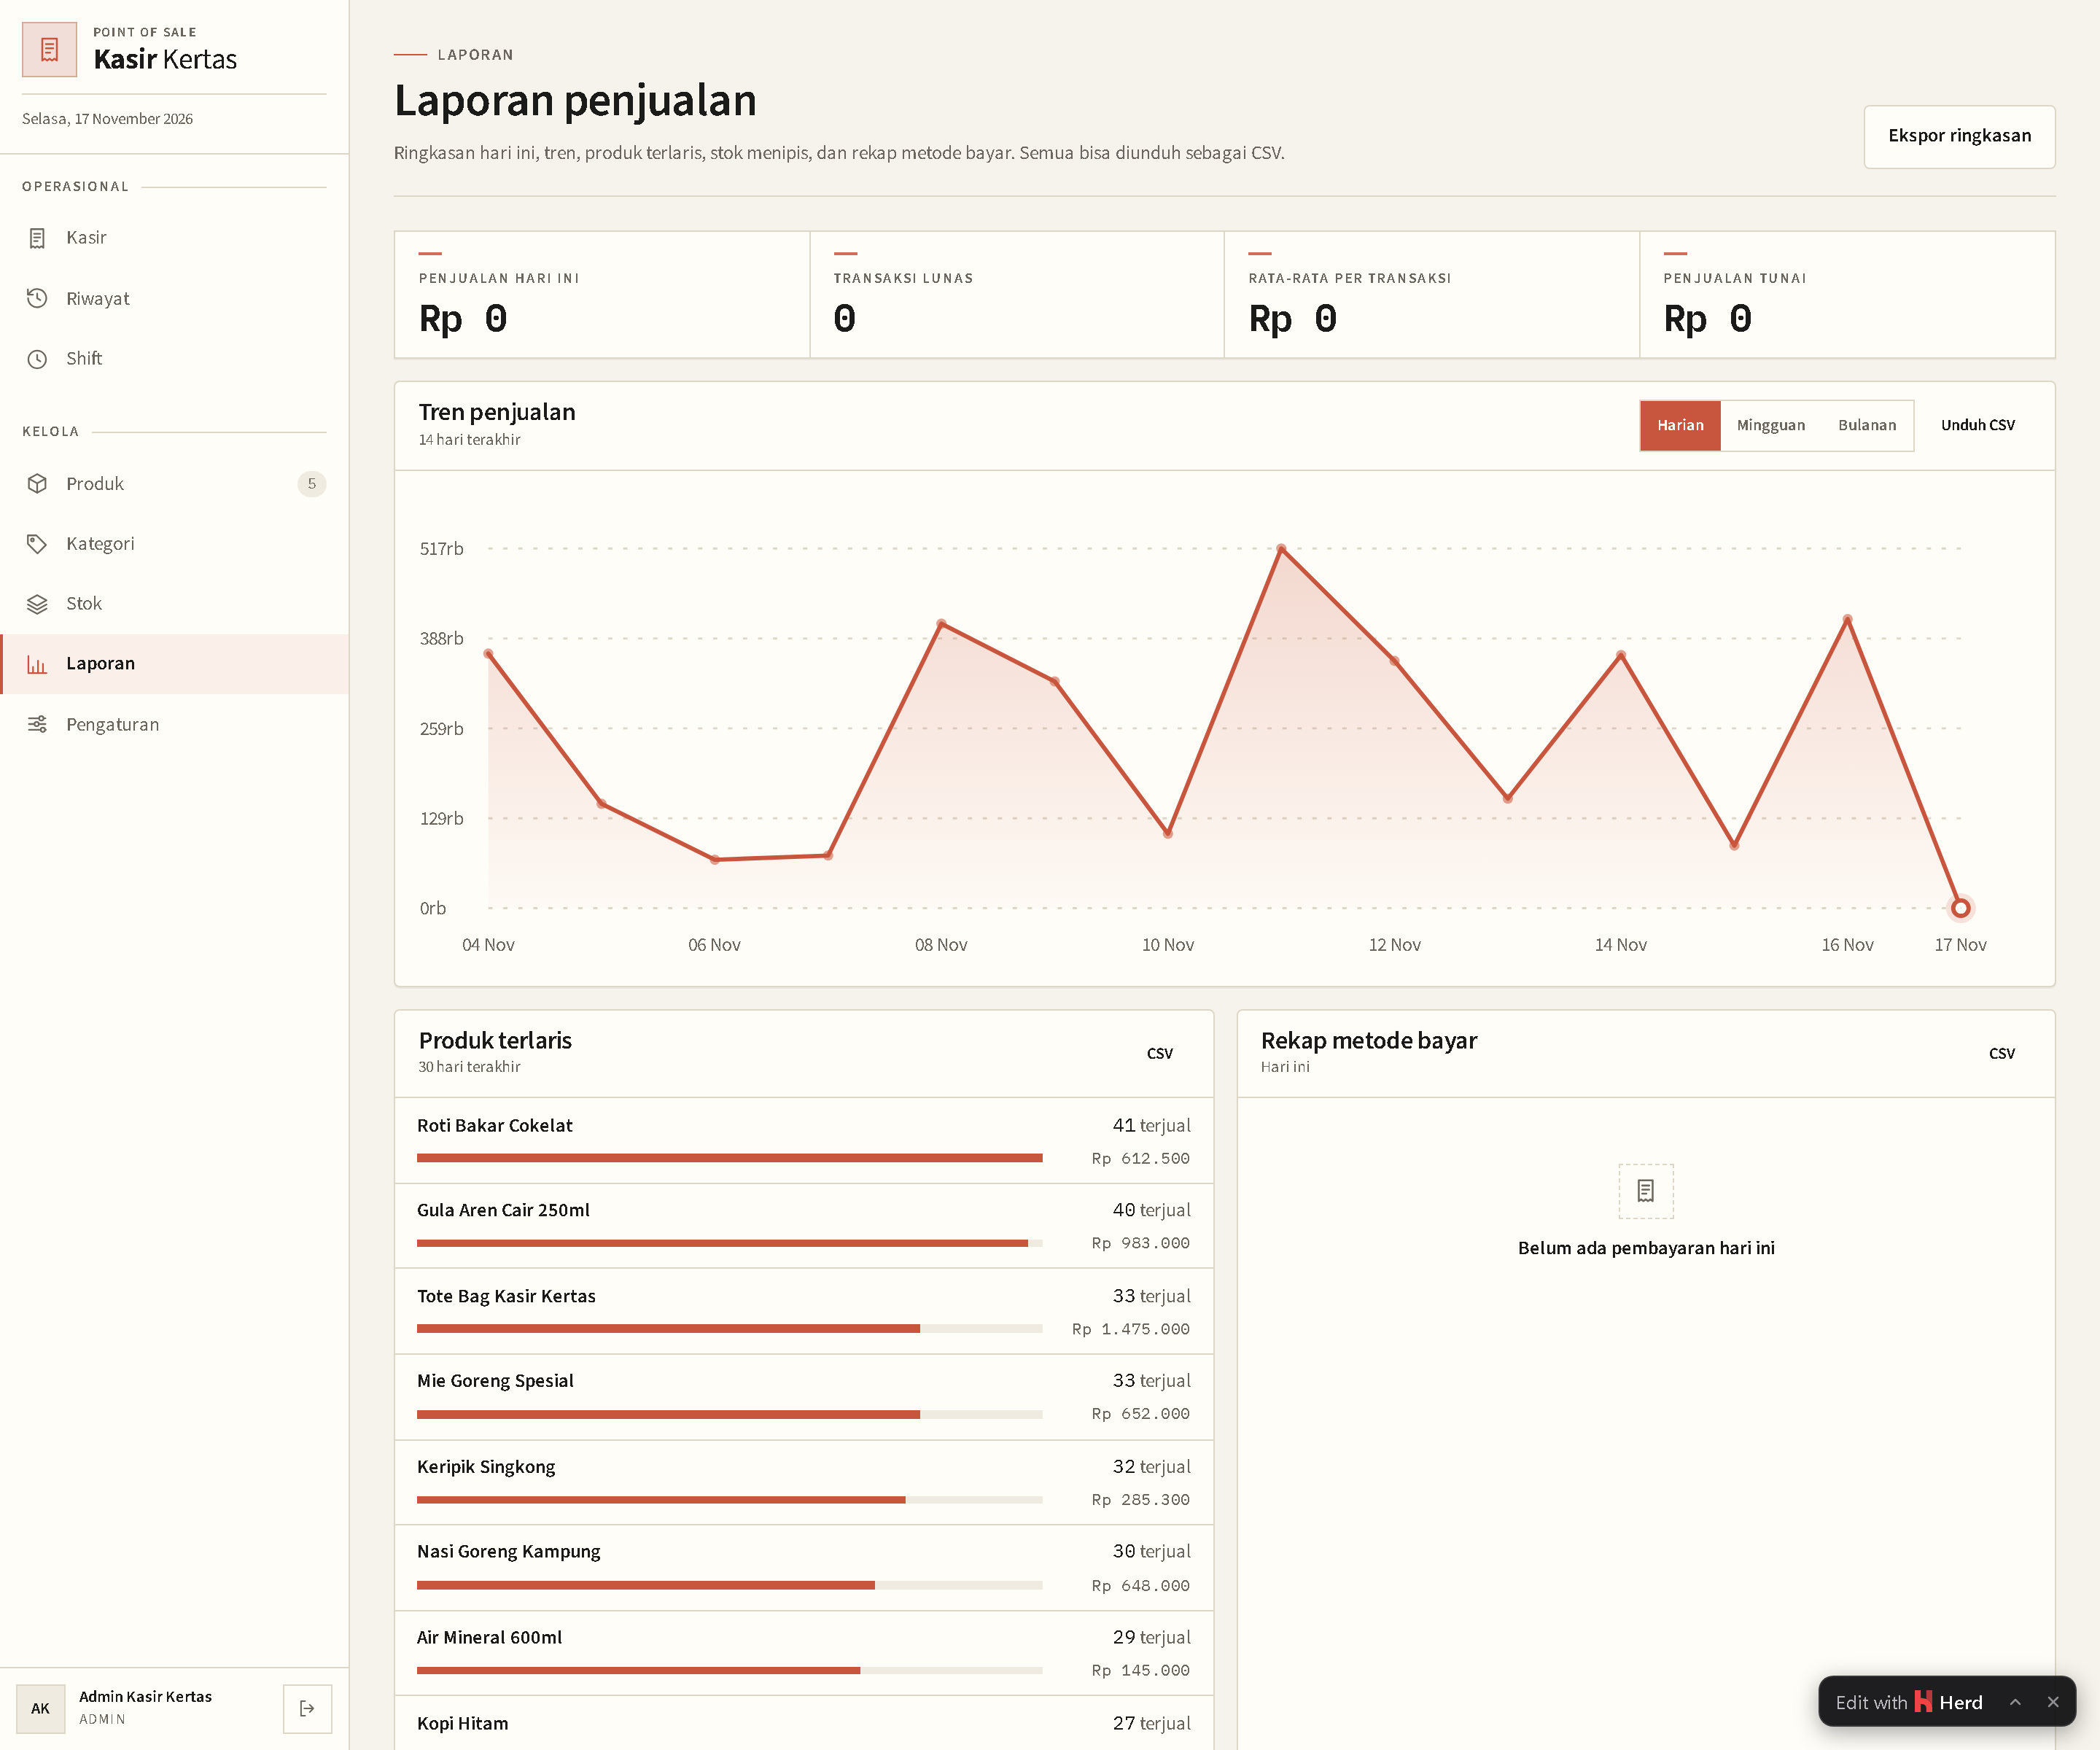 POINT OF SALE
Kasir Kertas
Selasa, 17 November 2026
OPERASIONAL
Kasir
Riwayat
Shift
KELOLA
Produk 5
Kategori
Stok
Laporan
Pengaturan
AK
Admin Kasir Kertas
ADMIN
LAPORAN
Laporan penjualan
Ringkasan hari ini, tren, produk terlaris, stok menipis, dan rekap metode bayar. Semua bisa diunduh sebagai CSV.
Ekspor ringkasan
PENJUALAN HARI INI
Rp 0
TRANSAKSI LUNAS
0
RATA-RATA PER TRANSAKSI
Rp 0
PENJUALAN TUNAI
Rp 0
Tren penjualan
14 hari terakhir
Harian Mingguan Bulanan Unduh CSV
517rb
388rb
259rb
129rb
0rb
04 Nov 06 Nov 08 Nov 10 Nov 12 Nov 14 Nov 16 Nov 17 Nov
Produk terlaris
30 hari terakhir
CSV
Roti Bakar Cokelat 41 terjual
Rp 612.500
Gula Aren Cair 250ml 40 terjual
Rp 983.000
Tote Bag Kasir Kertas 33 terjual
Rp 1.475.000
Mie Goreng Spesial 33 terjual
Rp 652.000
Keripik Singkong 32 terjual
Rp 285.300
Nasi Goreng Kampung 30 terjual
Rp 648.000
Air Mineral 600ml 29 terjual
Rp 145.000
Kopi Hitam 27 terjual
Rekap metode bayar
Hari ini
CSV
Belum ada pembayaran hari ini
Edit with Herd